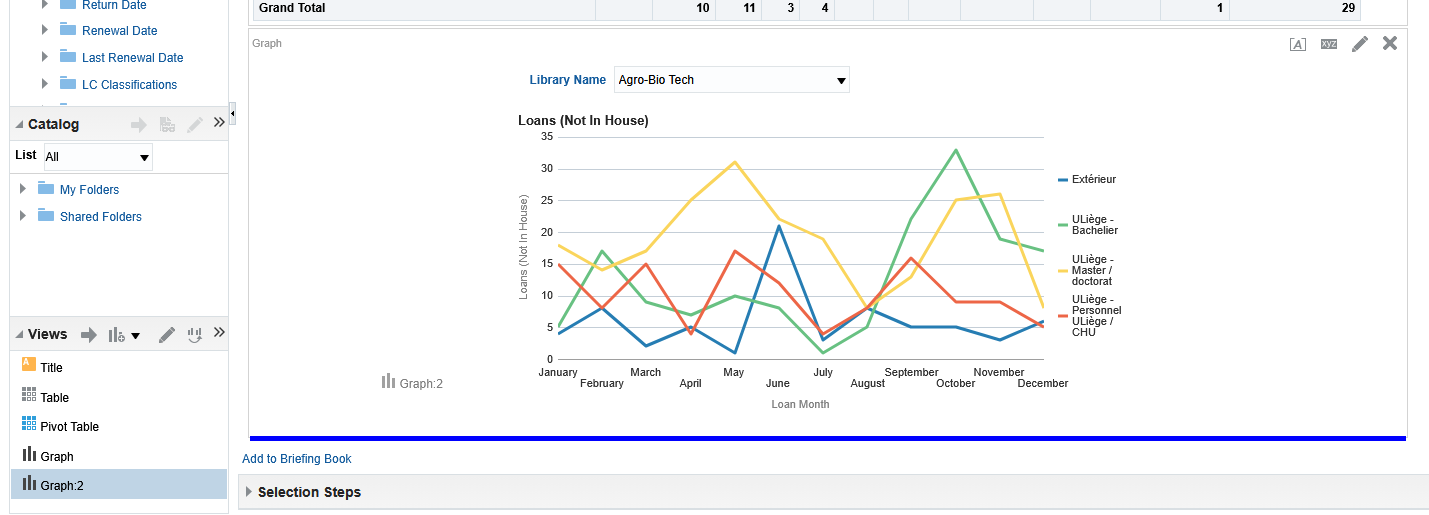 Return Date
Renewal Date
Last Renewal Date
LC Classifications
Catalog
List All
My Folders
Shared Folders
Views
Title
Table
Pivot Table
Graph
Graph:2
Grand Total 10 11 3 4 1 29
Graph
Library Name Agro-Bio Tech
Loans (Not In House)
35
30
25
20
15
10
5
0
Loans (Not In House)
January February March April May June July August September October November December
Loan Month
Extérieur
ULiège -
Bachelier
ULiège -
Master /
doctorat
ULiège -
Personnel
ULiège /
CHU
Graph:2
Add to Briefing Book
Selection Steps